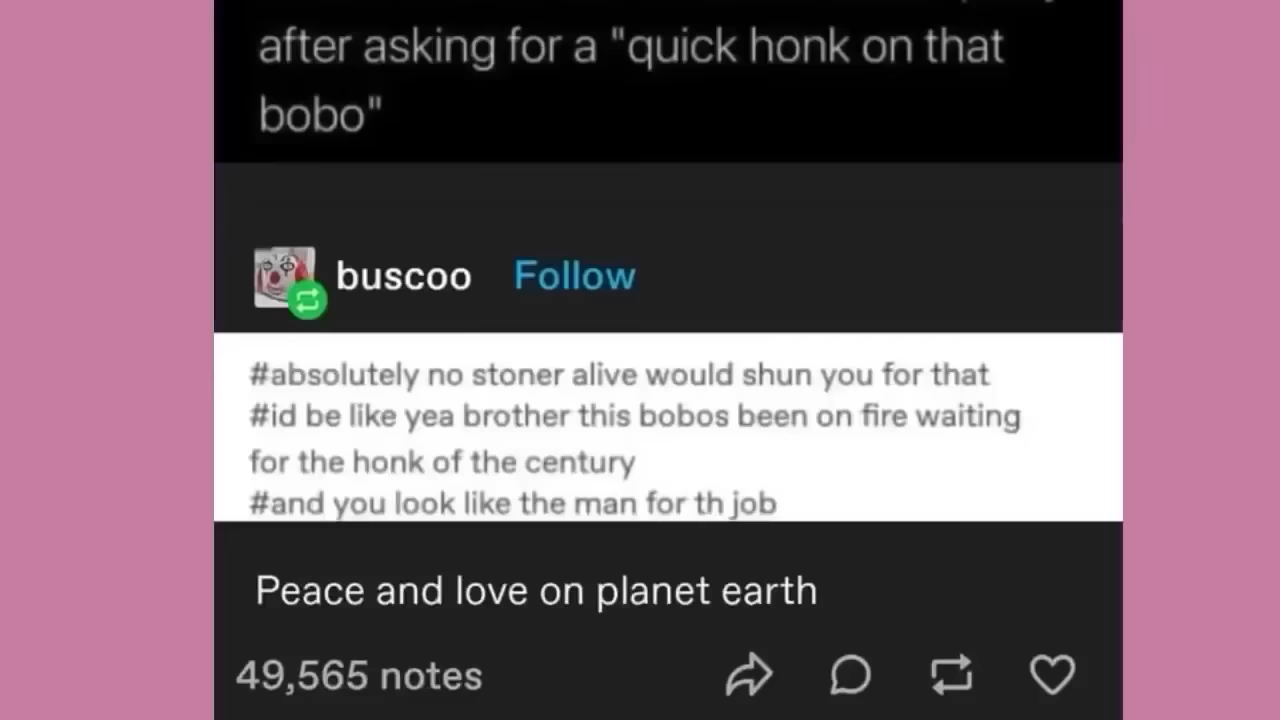 after asking for a "quick honk on that
bobo"
buscoo Follow
#absolutely no stoner alive would shun you for that
#id be like yea brother this bobos been on fire waiting
for the honk of the century
#and you look like the man for th job
Peace and love on planet earth
49,565 notes